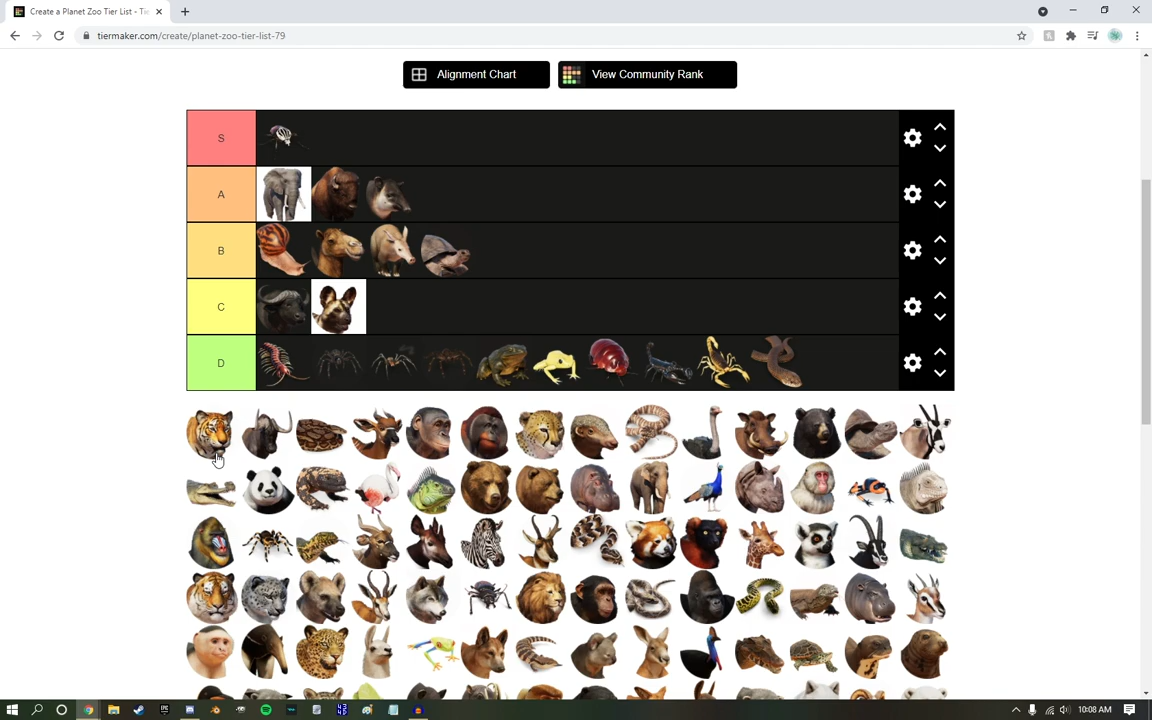 Create a Planet Zoo Tier List - Tie
tiermaker.com/create/planet-zoo-tier-list-79
Alignment Chart
View Community Rank
S
A
B
C
D
10:08 AM